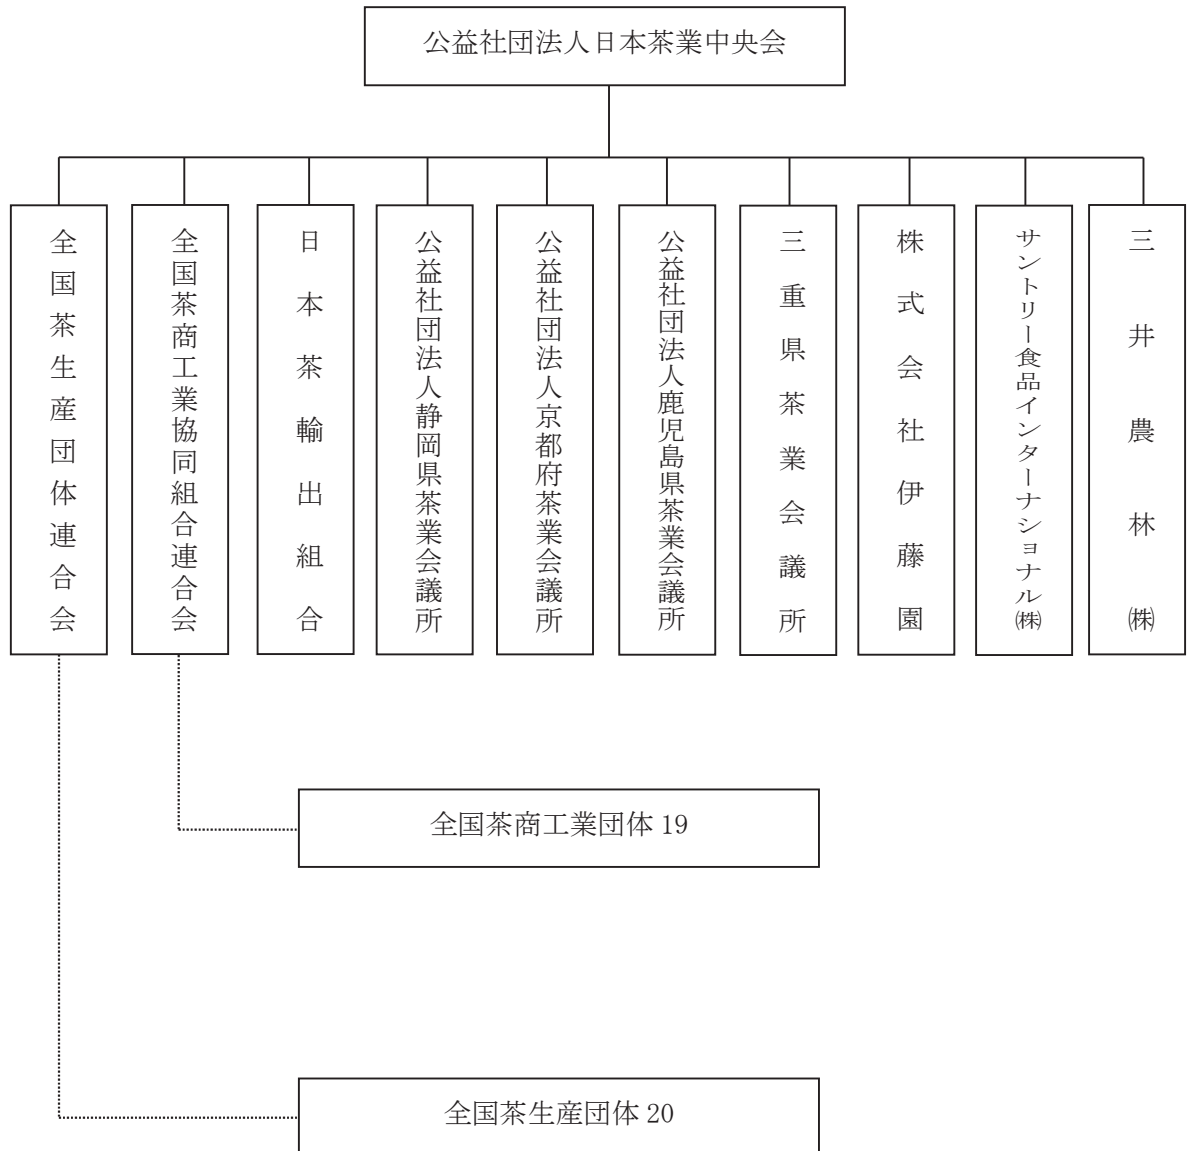 公益社団法人日本茶業中央会
全国茶生産団体連合会
全国茶商工業協同組合連合会
日本茶輸出組合
公益社団法人静岡県茶業会議所
公益社団法人京都府茶業会議所
公益社団法人鹿児島県茶業会議所
三重県茶業会議所
株式会社伊藤園
サントリー食品インターナショナル㈱
三井農林㈱
全国茶商工業団体 19
全国茶生産団体 20